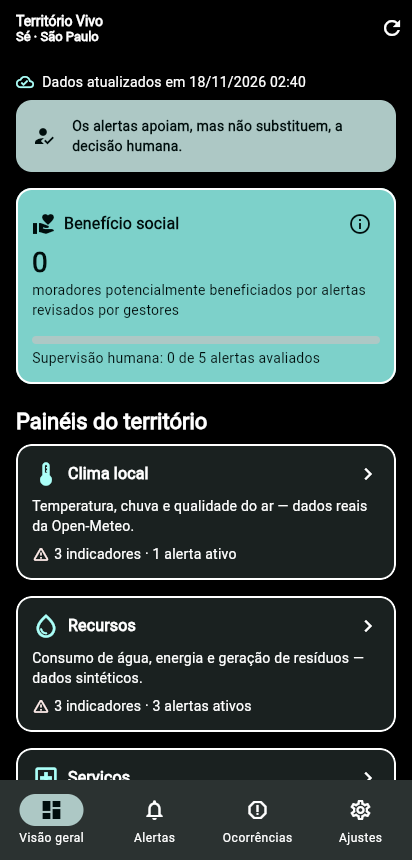 Território Vivo
Sé · São Paulo
Dados atualizados em 18/11/2026 02:40
Os alertas apoiam, mas não substituem, a
decisão humana.
Benefício social
0
moradores potencialmente beneficiados por alertas
revisados por gestores
Supervisão humana: 0 de 5 alertas avaliados
Painéis do território
Clima local
Temperatura, chuva e qualidade do ar — dados reais
da Open-Meteo.
3 indicadores · 1 alerta ativo
Recursos
Consumo de água, energia e geração de resíduos —
dados sintéticos.
3 indicadores · 3 alertas ativos
Serviços
Visão geral
Alertas
Ocorrências
Ajustes